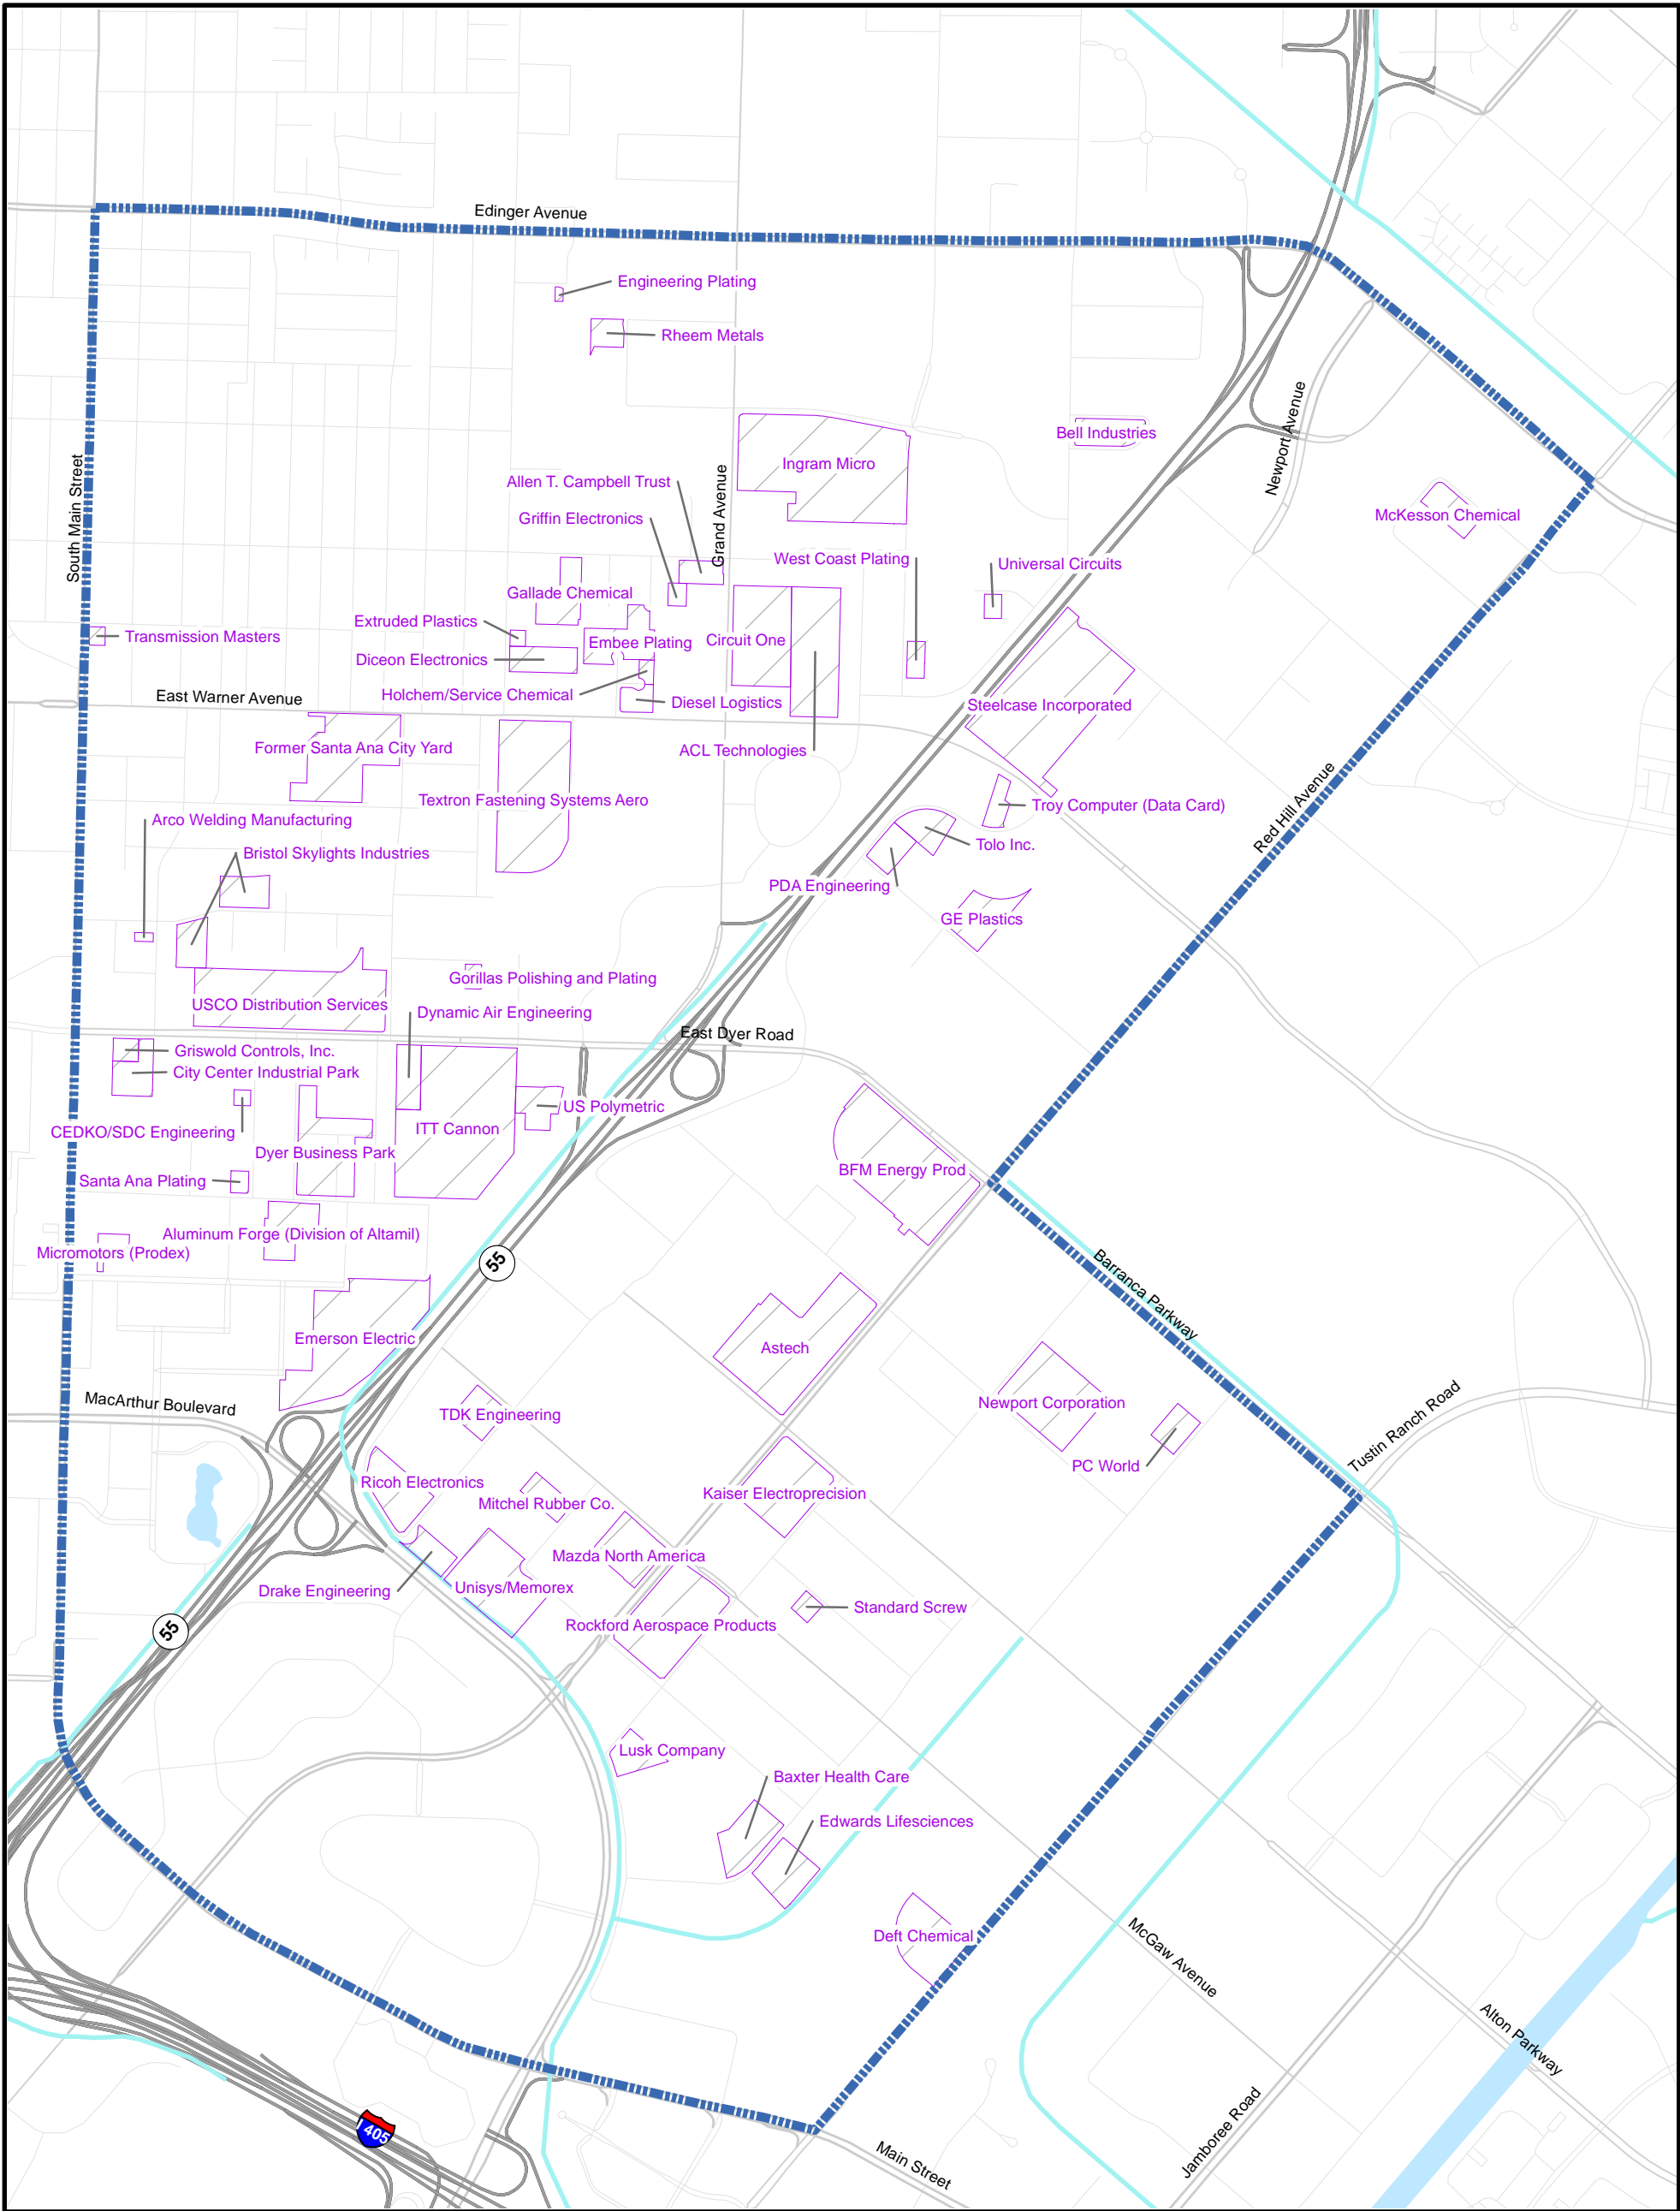 Edinger Avenue
Engineering Plating
Rheem Metals
Newport Avenue
Bell Industries
Ingram Micro
South Main Street
Grand Avenue
Allen T. Campbell Trust
McKesson Chemical
Griffin Electronics
West Coast Plating
Universal Circuits
Gallade Chemical
Extruded Plastics
Transmission Masters
Embee Plating
Circuit One
Diceon Electronics
Holchem/Service Chemical
East Warner Avenue
Diesel Logistics
Steelcase Incorporated
Former Santa Ana City Yard
ACL Technologies
Textron Fastening Systems Aero
Troy Computer (Data Card)
Red Hill Avenue
Arco Welding Manufacturing
Tolo Inc.
Bristol Skylights Industries
PDA Engineering
GE Plastics
Gorillas Polishing and Plating
USCO Distribution Services
Dynamic Air Engineering
East Dyer Road
Griswold Controls, Inc.
City Center Industrial Park
US Polymetric
CEDKO/SDC Engineering
ITT Cannon
Dyer Business Park
BFM Energy Prod
Santa Ana Plating
Aluminum Forge (Division of Altamil)
Micromotors (Prodex)
55
Barranca Parkway
Emerson Electric
Astech
MacArthur Boulevard
Newport Corporation
TDK Engineering
Tustin Ranch Road
PC World
Ricoh Electronics
Kaiser Electroprecision
Mitchel Rubber Co.
Mazda North America
Drake Engineering
Unisys/Memorex
Standard Screw
Rockford Aerospace Products
55
Lusk Company
Baxter Health Care
Edwards Lifesciences
Deft Chemical
McGaw Avenue
Alton Parkway
405
Jamboree Road
Main Street